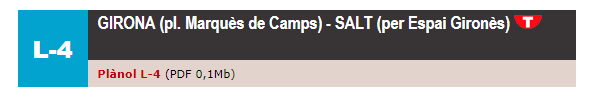 L-4
GIRONA (pl. Marquès de Camps) - SALT (per Espai Gironès) T
Plànol L-4 (PDF 0,1Mb)